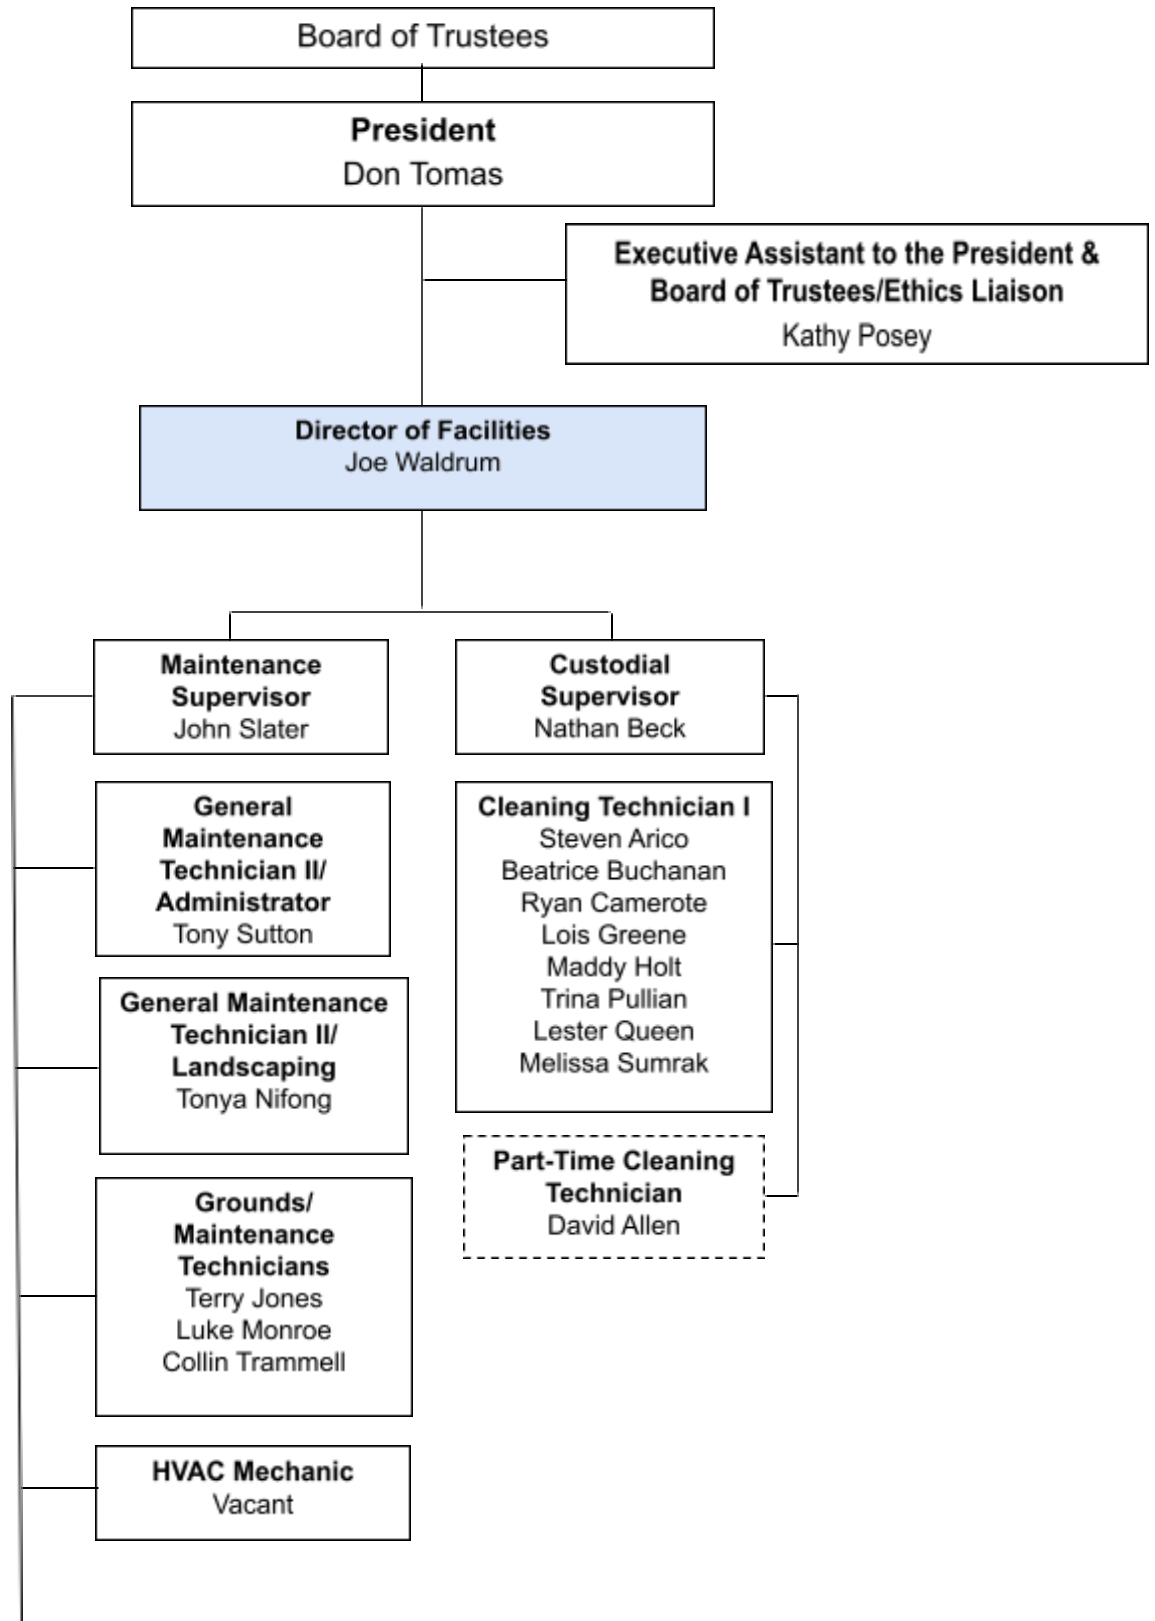 Board of Trustees
President
Don Tomas
Executive Assistant to the President &
Board of Trustees/Ethics Liaison
Kathy Posey
Director of Facilities
Joe Waldrum
Maintenance
Supervisor
John Slater
Custodial
Supervisor
Nathan Beck
General
Maintenance
Technician II/
Administrator
Tony Sutton
General Maintenance
Technician II/
Landscaping
Tonya Nifong
Grounds/
Maintenance
Technicians
Terry Jones
Luke Monroe
Collin Trammell
HVAC Mechanic
Vacant
Cleaning Technician I
Steven Arico
Beatrice Buchanan
Ryan Camerote
Lois Greene
Maddy Holt
Trina Pullian
Lester Queen
Melissa Sumrak
Part-Time Cleaning
Technician
David Allen